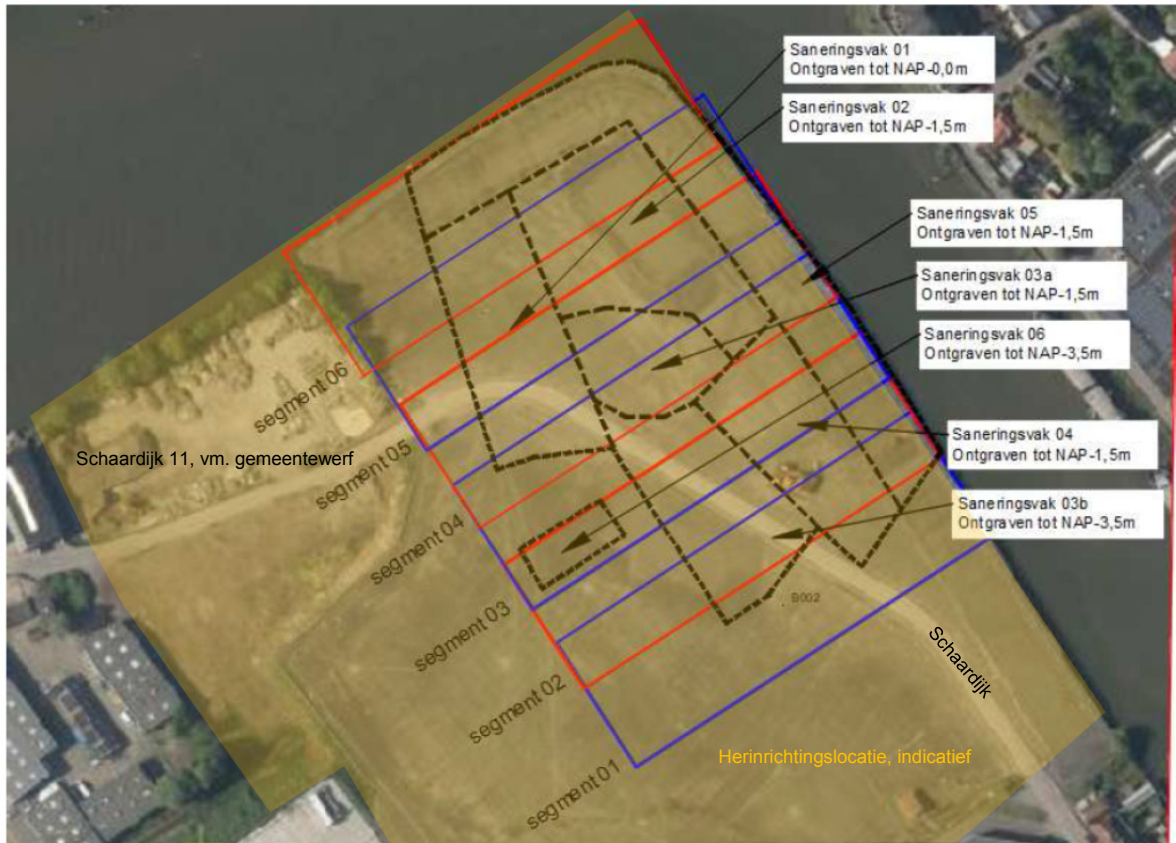 Saneringsvak 01
Ontgraven tot NAP-0,0m
Saneringsvak 02
Ontgraven tot NAP-1,5m
Saneringsvak 05
Ontgraven tot NAP-1,5m
Saneringsvak 03a
Ontgraven tot NAP-1,5m
Saneringsvak 06
Ontgraven tot NAP-3,5m
Saneringsvak 04
Ontgraven tot NAP-1,5m
Saneringsvak 03b
Ontgraven tot NAP-3,5m
segment 06
Schaardijk 11, vm. gemeentewerf
segment 05
segment 04
segment 03
segment 02
segment 01
B002
Schaardijk
Herinrichtingslocatie, indicatief